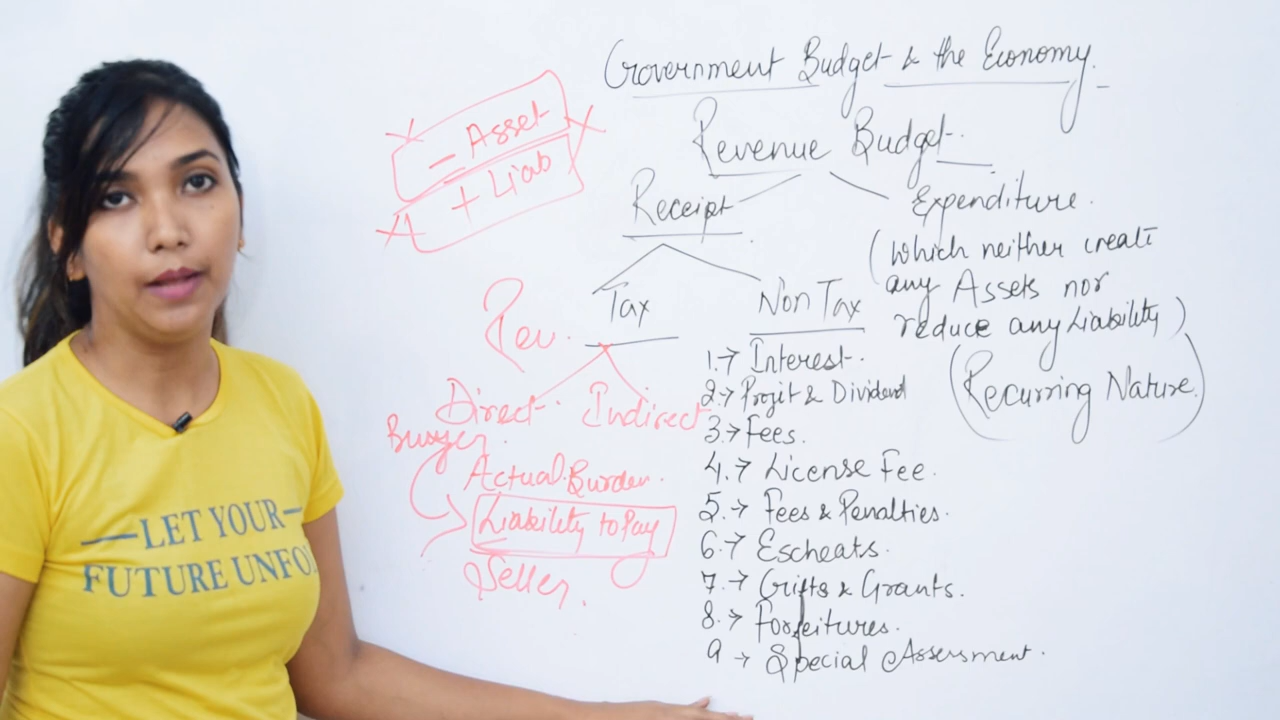 Government Budget & the Economy.
Revenue Budget.
Receipt
Expenditure.
(Which neither create
any Assets nor
reduce any Liability)
(Recurring Nature.)
- Asset
+ Liab
Tax
Non Tax
Rev.
Direct. Indirect
Buyer.
Actual Burden.
Liability to Pay
Seller.
1.→ Interest.
2→ Profit & Dividend
3.→ Fees.
4.→ License Fee.
5.→ Fees & Penalties.
6.→ Escheats.
7.→ Gifts & Grants.
8.→ Forfeitures.
9→ Special Assessment.
LET YOUR
FUTURE UNFO